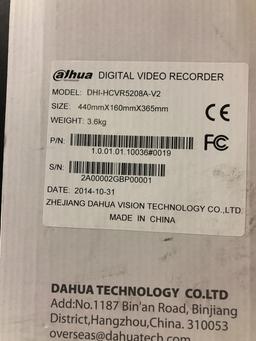 alhua DIGITAL VIDEO RECORDER
MODEL: DHI-HCVR5208A-V2
SIZE: 440mmX160mmX365mm
WEIGHT: 3.6kg
CE
P/N:
FC
1.0.01.01.10036#0019
S/N:
2A00002GBP00001
DATE: 2014-10-31
ZHEJIANG DAHUA VISION TECHNOLOGY CO.,LTD.
MADE IN CHINA
DAHUA TECHNOLOGY CO.LTD
Add:No.1187 Bin'an Road, Binjiang
District,Hangzhou,China. 310053
overseas@dahuatech.com